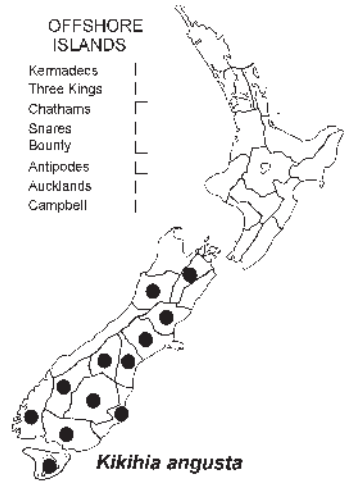 OFFSHORE
ISLANDS
Kermadecs
Three Kings
Chathams
Snares
Bounty
Antipodes
Aucklands
Campbell
Kikihia angusta